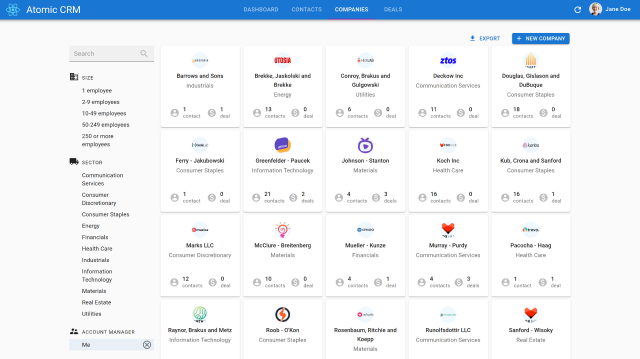 Atomic CRM
DASHBOARD CONTACTS COMPANIES DEALS
Jane Doe
EXPORT
NEW COMPANY
Search
SIZE
1 employee
2-9 employees
10-49 employees
50-249 employees
250 or more
employees
SECTOR
Communication
Services
Consumer
Discretionary
Consumer Staples
Energy
Financials
Health Care
Industrials
Information
Technology
Materials
Real Estate
Utilities
ACCOUNT MANAGER
Me
Barrows and Sons
Industrials
1 contact
1 deal
OTOSIA
Brekke, Jaskolski and
Brekke
Energy
13 contacts
0 deal
Conroy, Brakus and
Gulgowski
Utilities
6 contacts
0 deal
ztos
Deckow Inc
Communication Services
11 contacts
0 deal
Douglas, Gislason and
DuBuque
Consumer Staples
18 contacts
0 deal
Ferry - Jakubowski
Consumer Staples
1 contact
0 deal
Greenfelder - Paucek
Information Technology
21 contacts
2 deals
Johnson - Stanton
Materials
4 contacts
3 deals
Koch Inc
Health Care
16 contacts
0 deal
Kub, Crona and Sanford
Consumer Staples
16 contacts
1 deal
Marks LLC
Consumer Discretionary
12 contacts
0 deal
McClure - Breitenberg
Materials
10 contacts
0 deal
Mueller - Kunze
Financials
4 contacts
1 deal
Murray - Purdy
Communication Services
4 contacts
3 deals
Pacocha - Haag
Health Care
1 contact
1 deal
Raynor, Brakus and Metz
Information Technology
Roob - O'Kon
Consumer Staples
Rosenbaum, Ritchie and
Koepp
Materials
Runolfsdottir LLC
Communication Services
Sanford - Wisoky
Real Estate